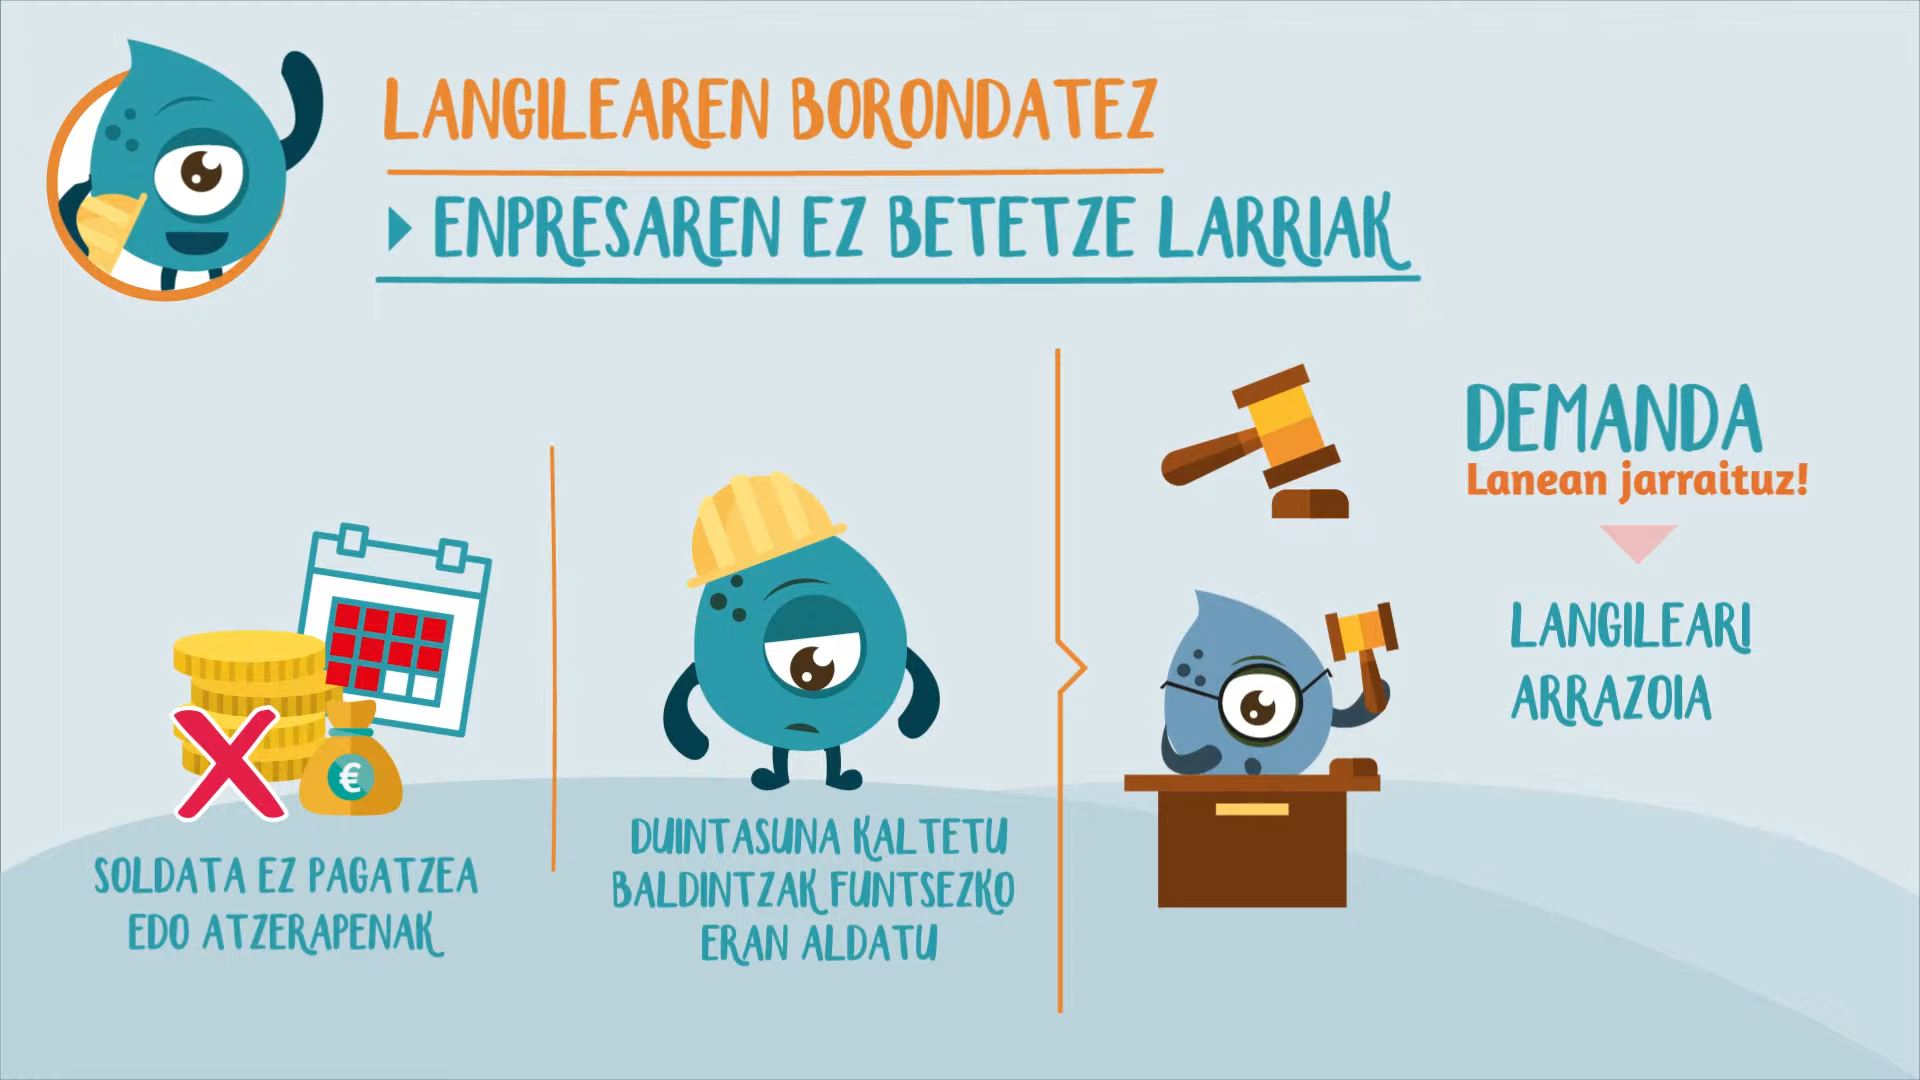 LANGILEAREN BORONDATEZ
ENPRESAREN EZ BETETZE LARRIAK
SOLDATA EZ PAGATZEA
EDO ATZERAPENAK
€
DUINTASUNA KALTETU
BALDINTZAK FUNTSEZKO
ERAN ALDATU
DEMANDA
Lanean jarraituz!
LANGILEARI
ARRAZOIA